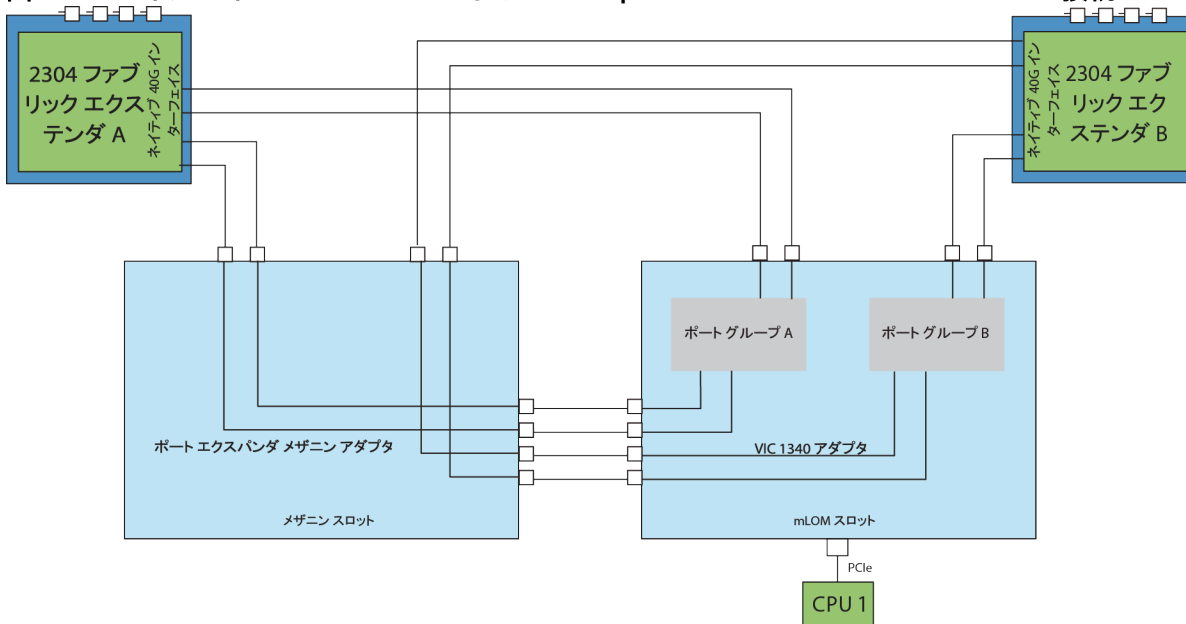 2304 ファブ
リック エクス
テンダ A
ネイティブ 40G イン
ターフェイス
ネイティブ 40G イン
ターフェイス
2304 ファブ
リック エク
ステンダ B
ポート グループ A
ポート グループ B
ポート エクスパンダ メザニン アダプタ
VIC 1340 アダプタ
メザニン スロット
mLOM スロット
PCIe
CPU 1